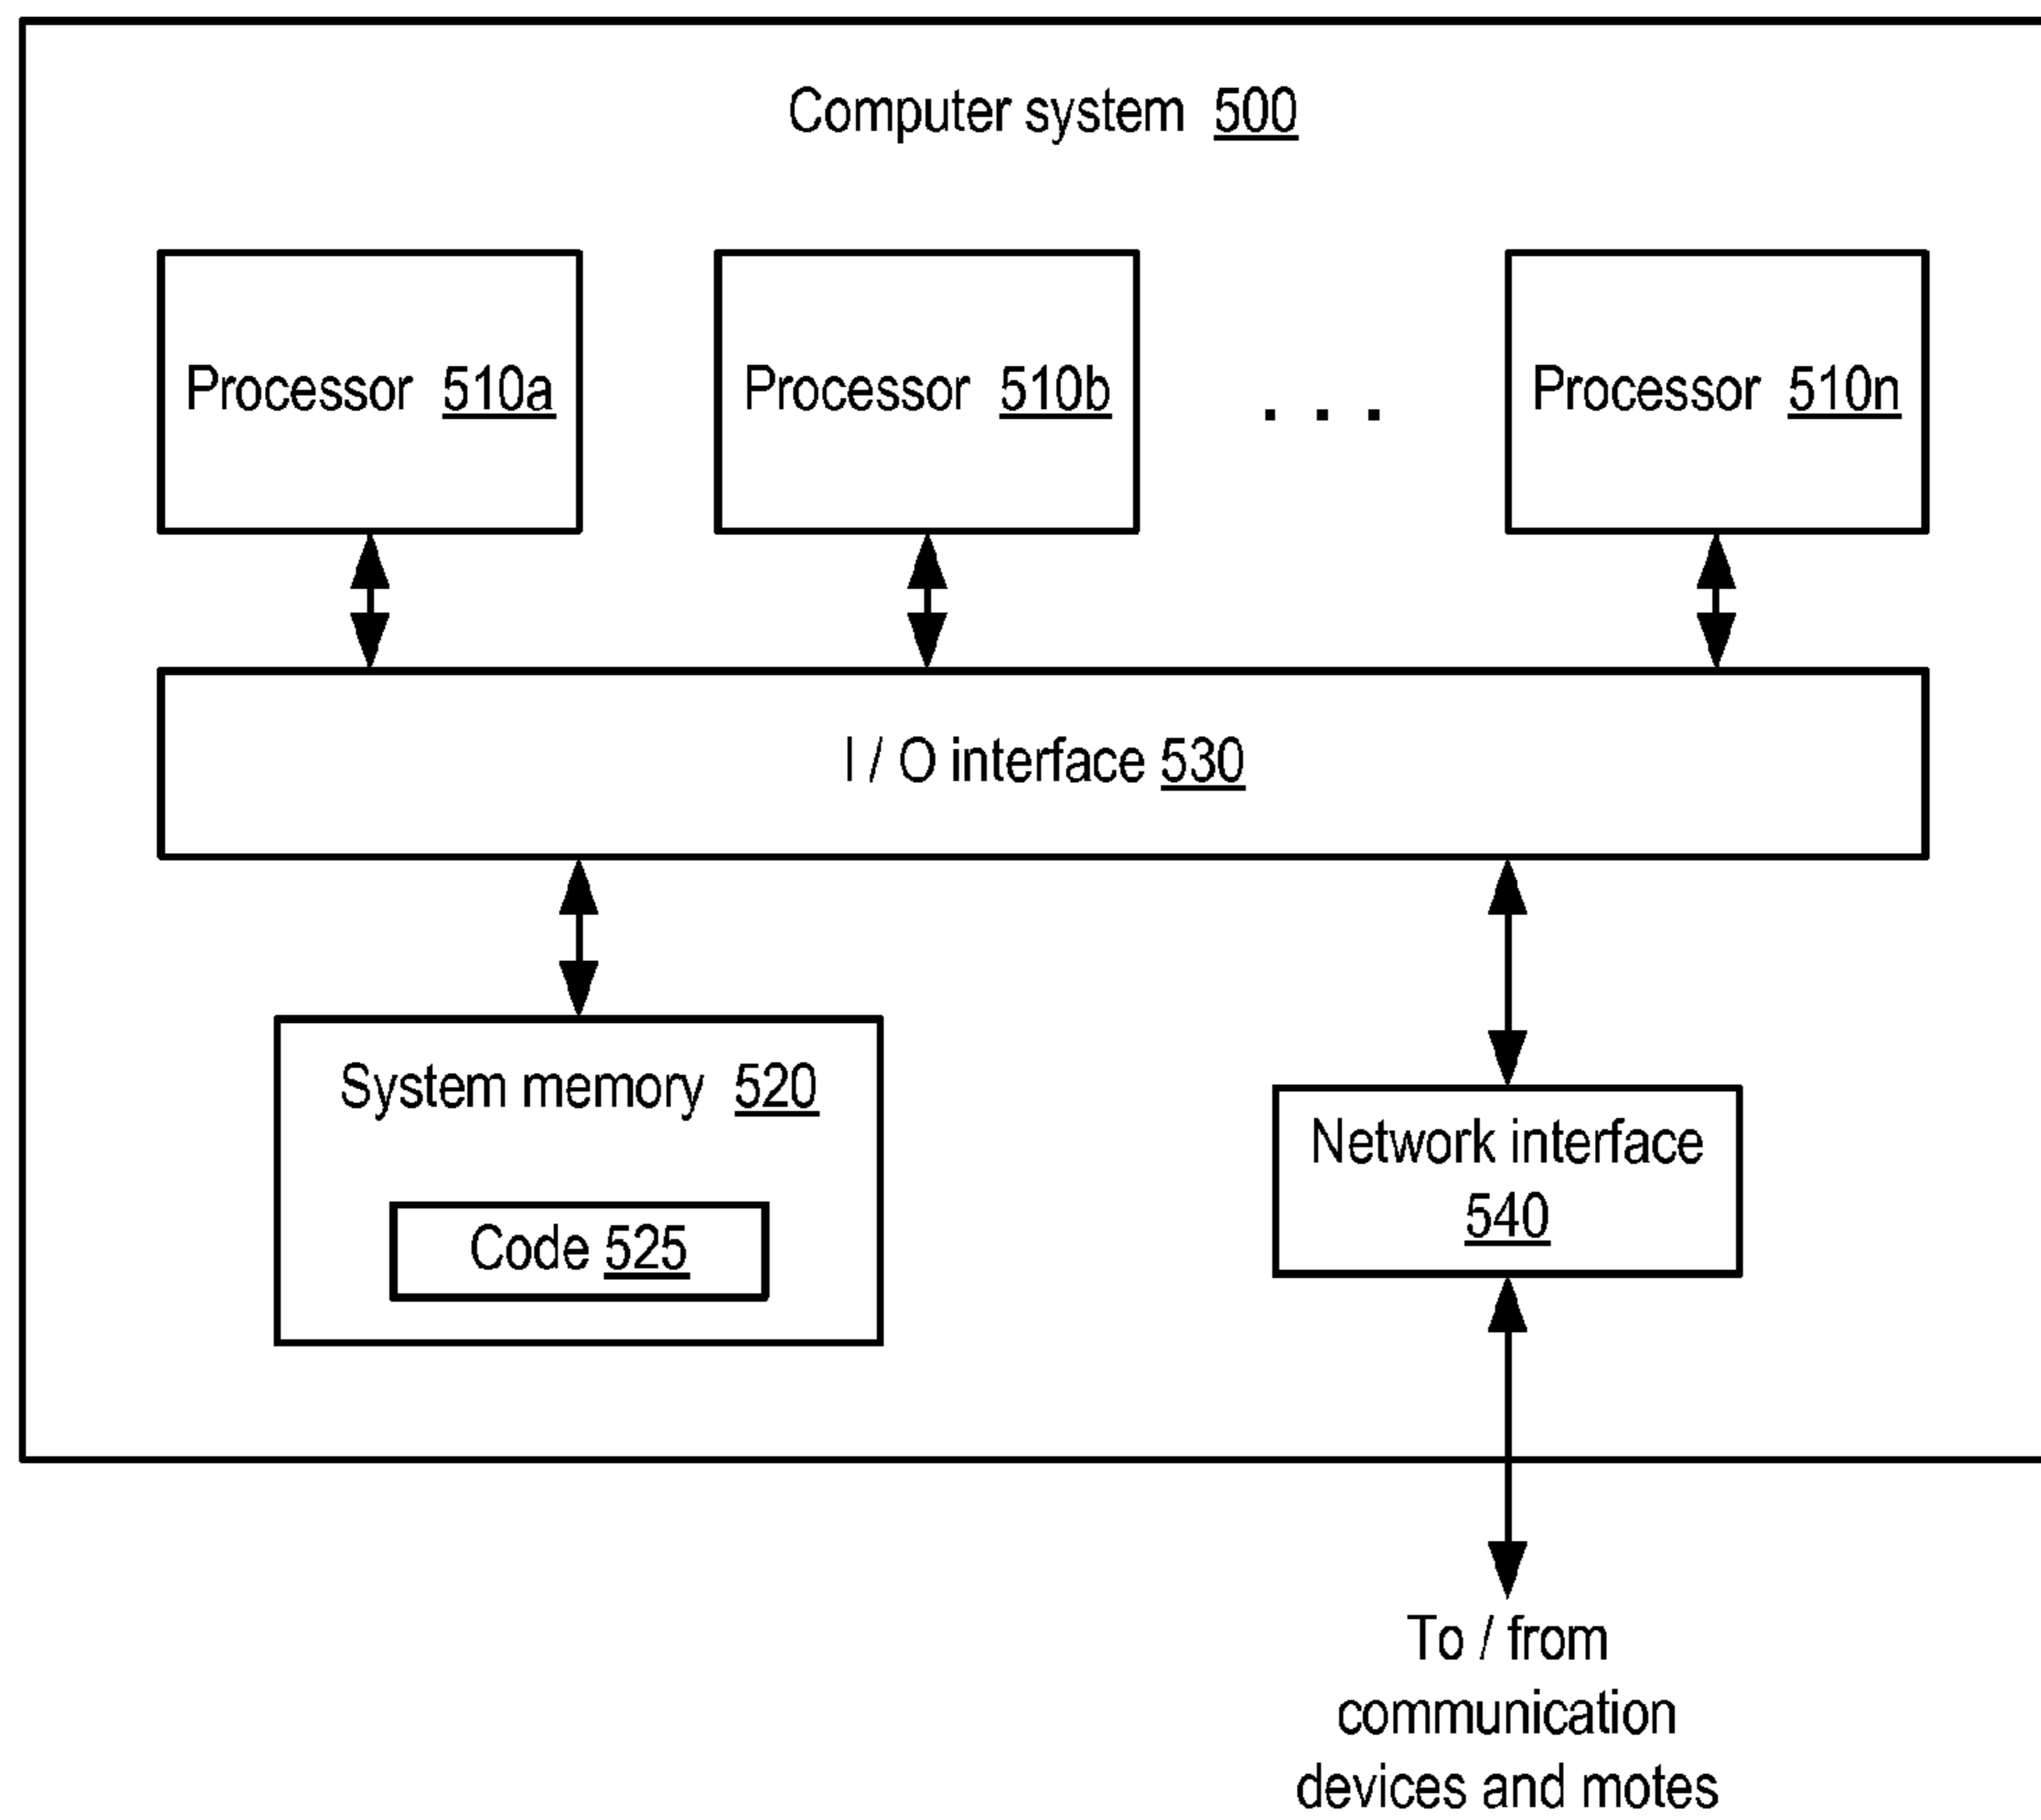 Computer system 500
Processor 510a
Processor 510b
. . .
Processor 510n
I / O interface 530
System memory 520
Code 525
Network interface
540
To / from
communication
devices and motes